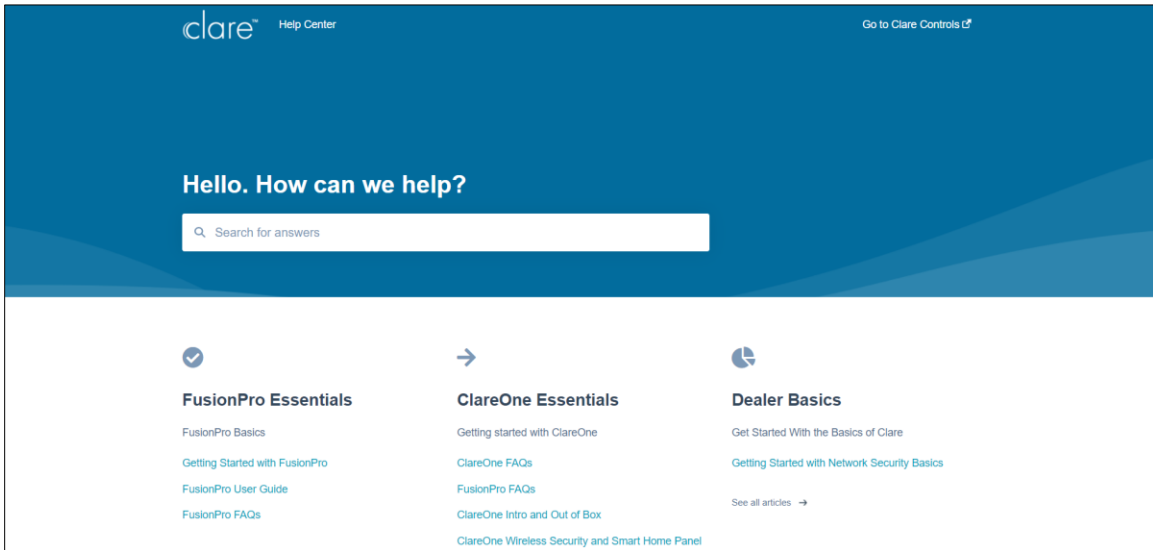 clare™ Help Center Go to Clare Controls
Hello. How can we help?
Search for answers
FusionPro Essentials
FusionPro Basics
Getting Started with FusionPro
FusionPro User Guide
FusionPro FAQs
ClareOne Essentials
Getting started with ClareOne
ClareOne FAQs
FusionPro FAQs
ClareOne Intro and Out of Box
ClareOne Wireless Security and Smart Home Panel
Dealer Basics
Get Started With the Basics of Clare
Getting Started with Network Security Basics
See all articles →